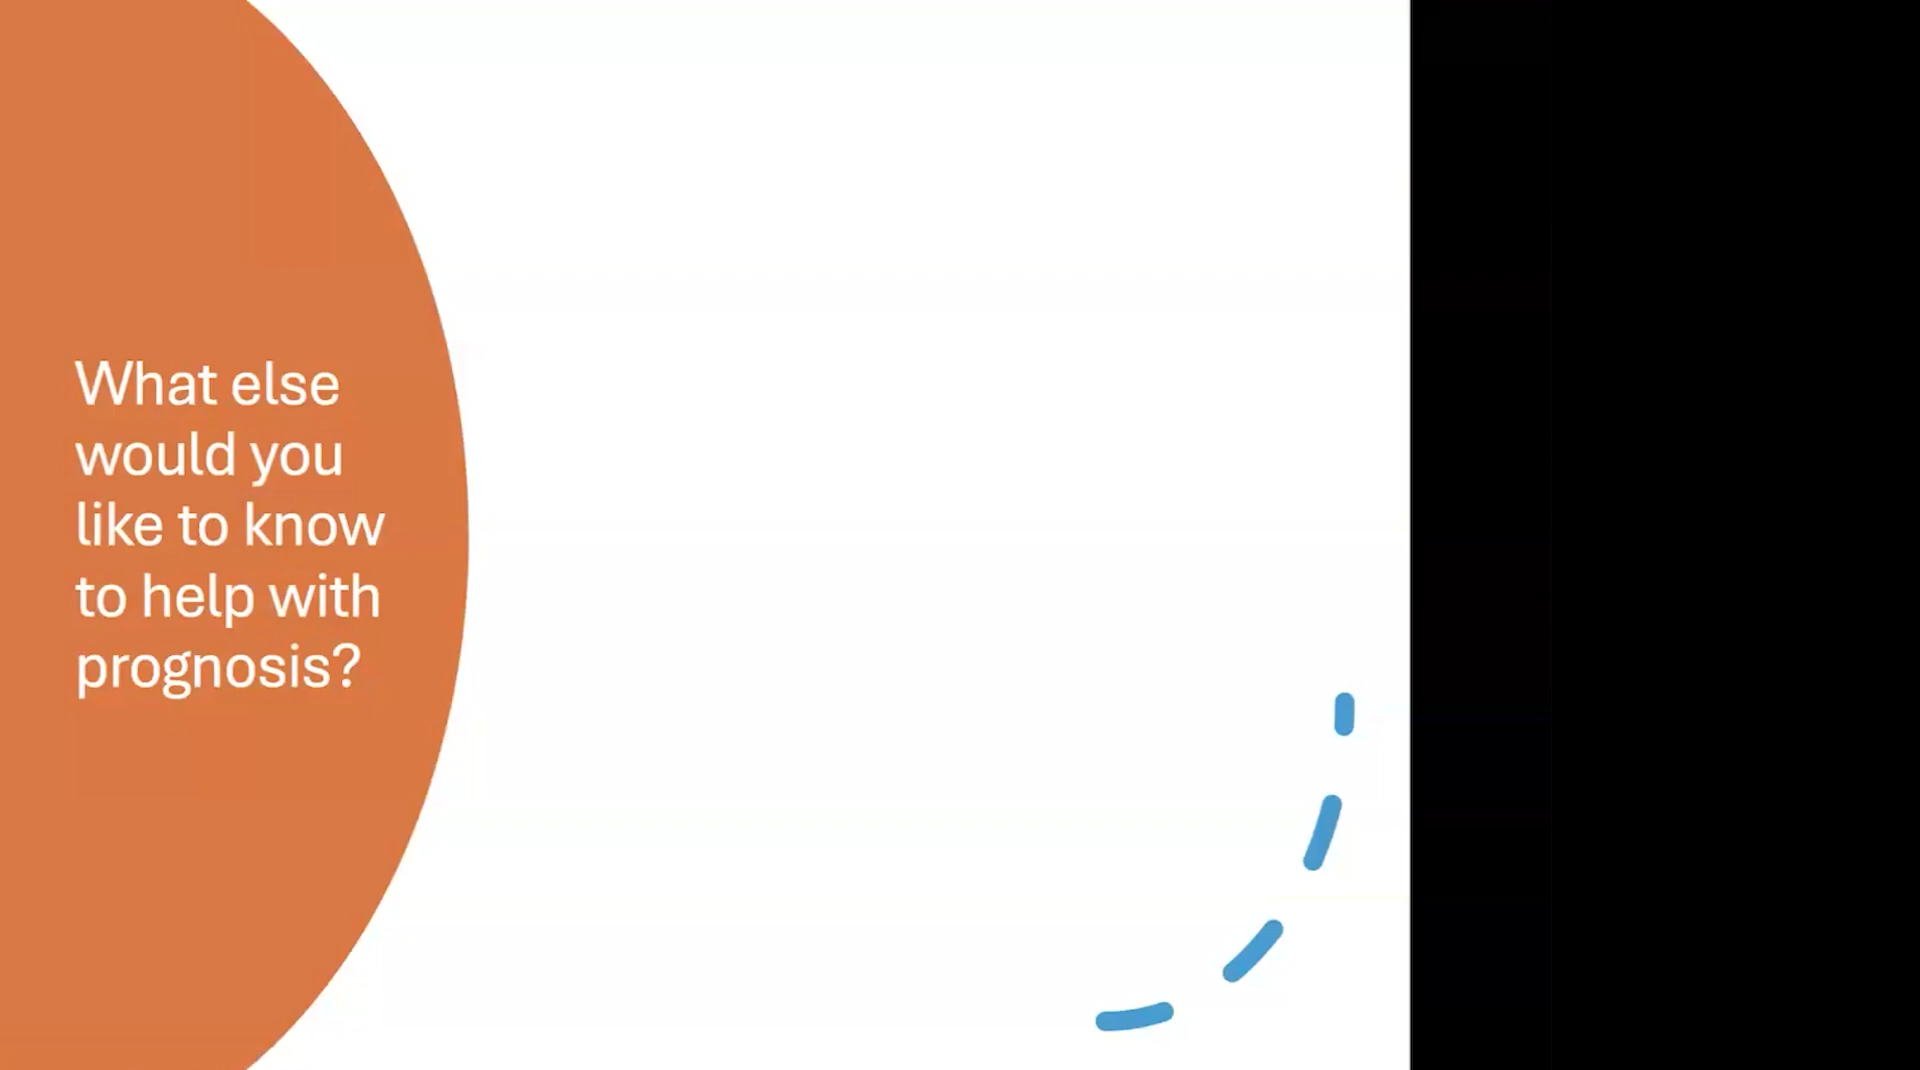 What else
would you
like to know
to help with
prognosis?